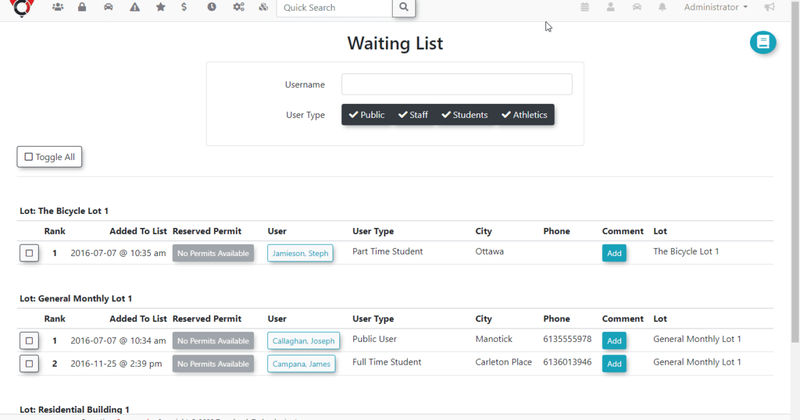 Quick Search
Administrator
Waiting List
Username
User Type Public Staff Students Athletics
Toggle All
Lot: The Bicycle Lot 1
Rank Added To List Reserved Permit User User Type City Phone Comment Lot
1 2016-07-07 @ 10:35 am No Permits Available Jamieson, Steph Part Time Student Ottawa Add The Bicycle Lot 1
Lot: General Monthly Lot 1
Rank Added To List Reserved Permit User User Type City Phone Comment Lot
1 2016-07-07 @ 10:34 am No Permits Available Callaghan, Joseph Public User Manotick 6135555978 Add General Monthly Lot 1
2 2016-11-25 @ 2:39 pm No Permits Available Campana, James Full Time Student Carleton Place 6136013946 Add General Monthly Lot 1
Lot: Residential Building 1